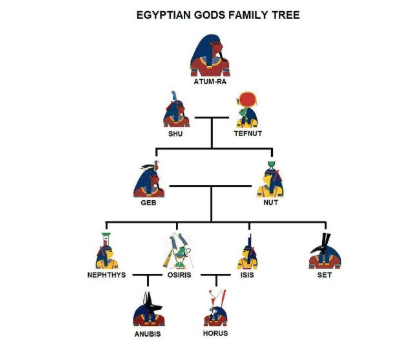 EGYPTIAN GODS FAMILY TREE
ATUM-RA
SHU
TEFNUT
GEB
NUT
NEPHTHYS
OSIRIS
ISIS
SET
ANUBIS
HORUS